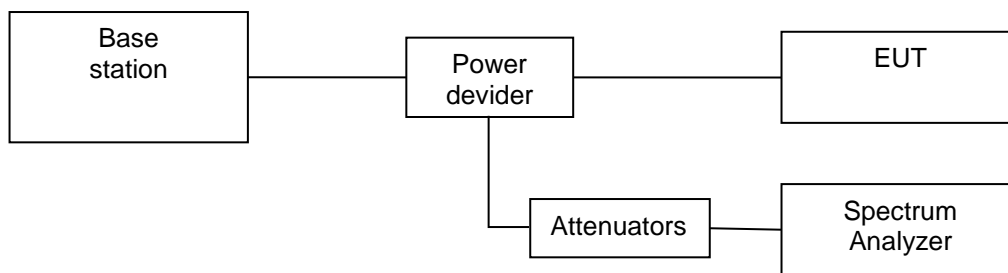 Base
station
Power
devider
EUT
Attenuators
Spectrum
Analyzer